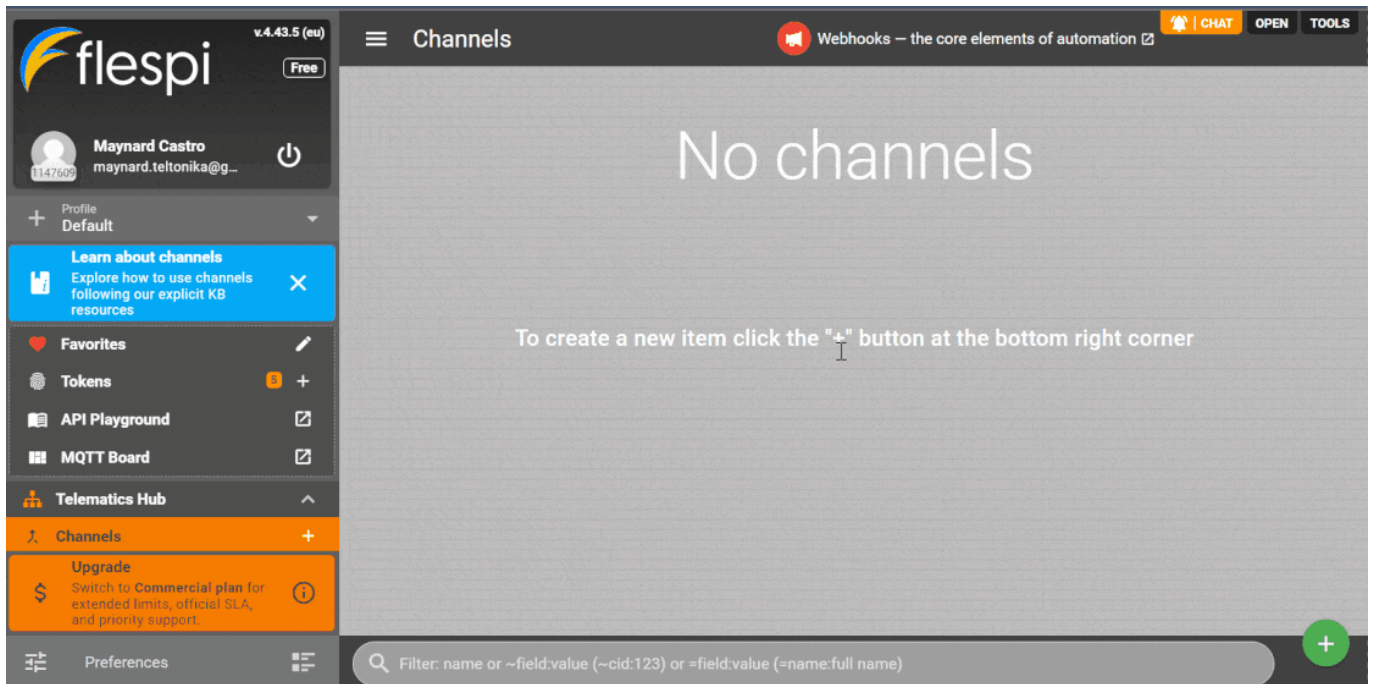 flespi
v.4.43.5 (eu)
Free
Maynard Castro
maynard.teltonika@g...
1147609
Profile
Default
Learn about channels
Explore how to use channels
following our explicit KB
resources
Favorites
Tokens
5
API Playground
MQTT Board
Telematics Hub
Channels
Upgrade
Switch to Commercial plan for
extended limits, official SLA,
and priority support.
Preferences
Channels
Webhooks — the core elements of automation
CHAT
OPEN
TOOLS
No channels
To create a new item click the "+" button at the bottom right corner
Filter: name or ~field:value (~cid:123) or =field:value (=name:full name)